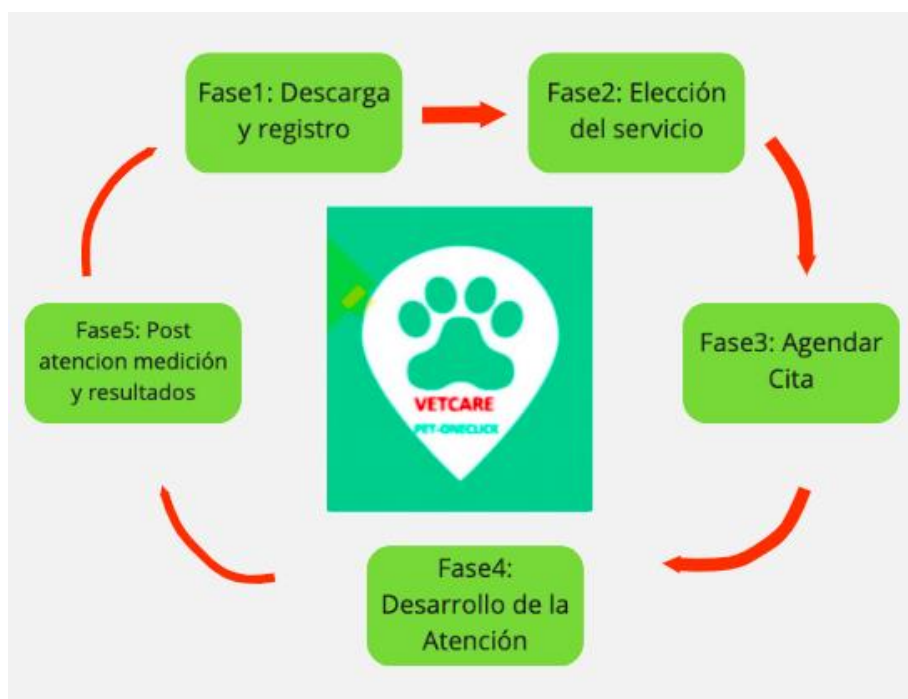 Fase1: Descarga
y registro
Fase2: Elección
del servicio
Fase5: Post
atencion medición
y resultados
VETCARE
PET-ONECLICK
Fase3: Agendar
Cita
Fase4:
Desarrollo de la
Atención